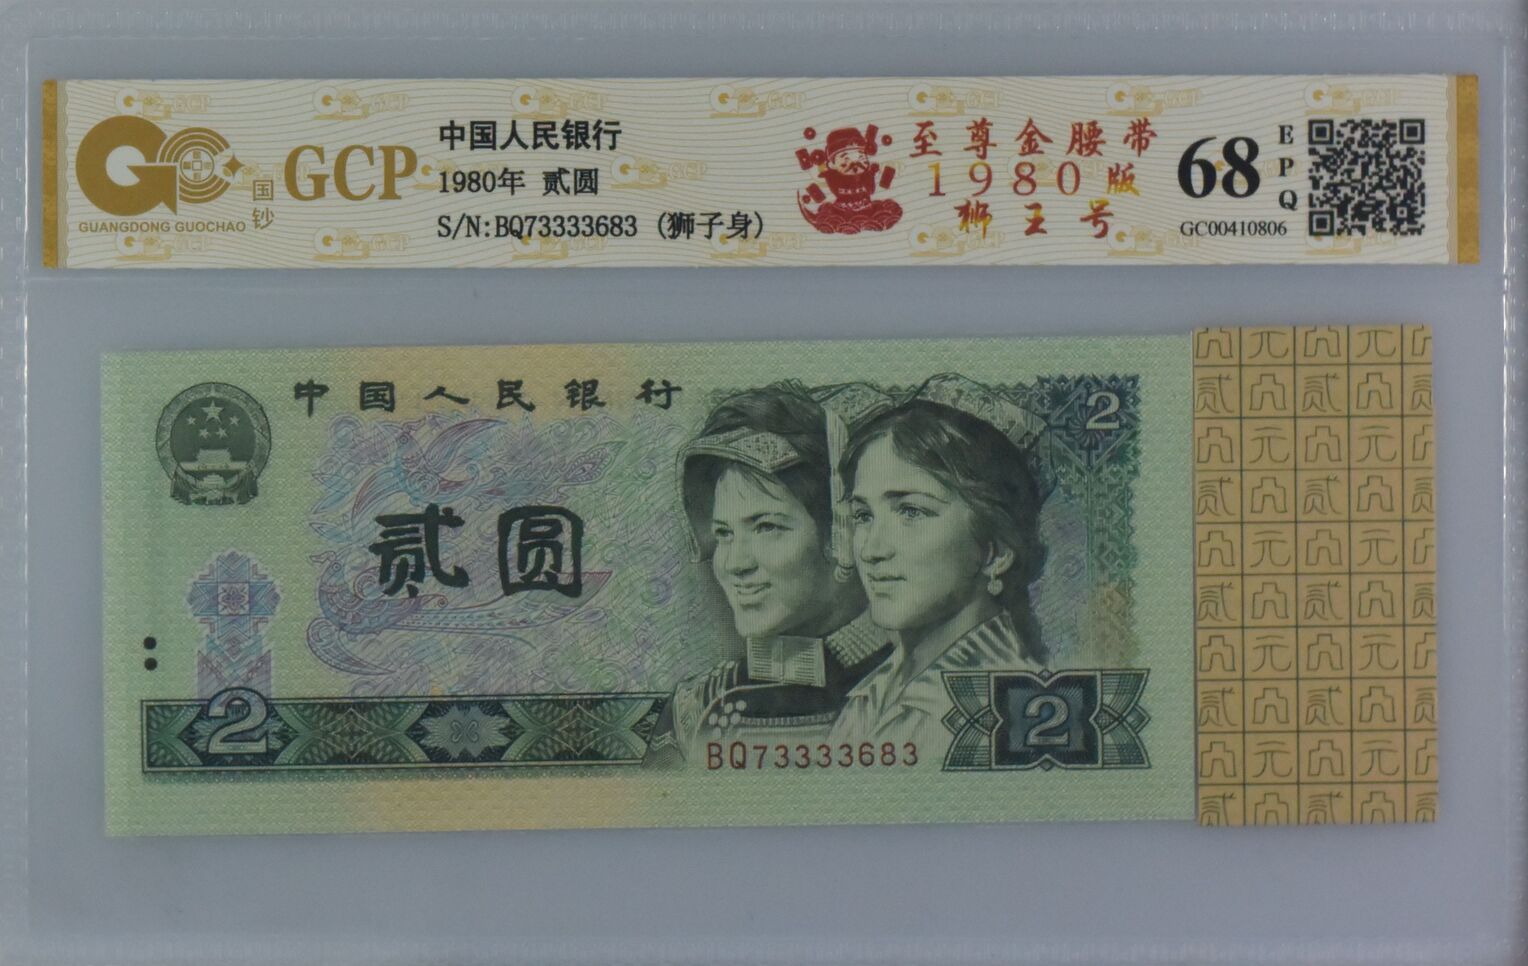 GCP
国钞
GUANGDONG GUOCHAO
中国人民银行
1980年 贰圆
S/N:BQ73333683 (狮子身)
至尊金腰带
1980版
狮王号
68
EPQ
GC00410806
中国人民银行
2
贰圆
2
BQ73333683
2